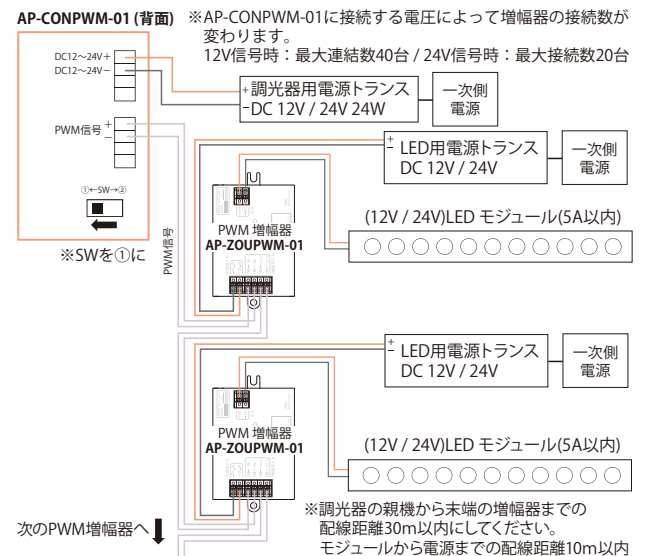 AP-CONPWM-01 (背面)
※AP-CONPWM-01に接続する電圧によって増幅器の接続数が
変わります。
12V信号時：最大連結数40台 / 24V信号時：最大接続数20台
DC12～24V＋
DC12～24V－
+調光器用電源トランス
-DC 12V / 24V 24W
一次側
電源
PWM信号 +
−
+
− LED用電源トランス
DC 12V / 24V
一次側
電源
①←SW→②
※SWを①に
PWM信号
PWM 増幅器
AP-ZOUPWM-01
(12V / 24V)LED モジュール(5A以内)
+
− LED用電源トランス
DC 12V / 24V
一次側
電源
PWM 増幅器
AP-ZOUPWM-01
(12V / 24V)LED モジュール(5A以内)
※調光器の親機から末端の増幅器までの
配線距離30m以内にしてください。
モジュールから電源までの配線距離10m以内
次のPWM増幅器へ